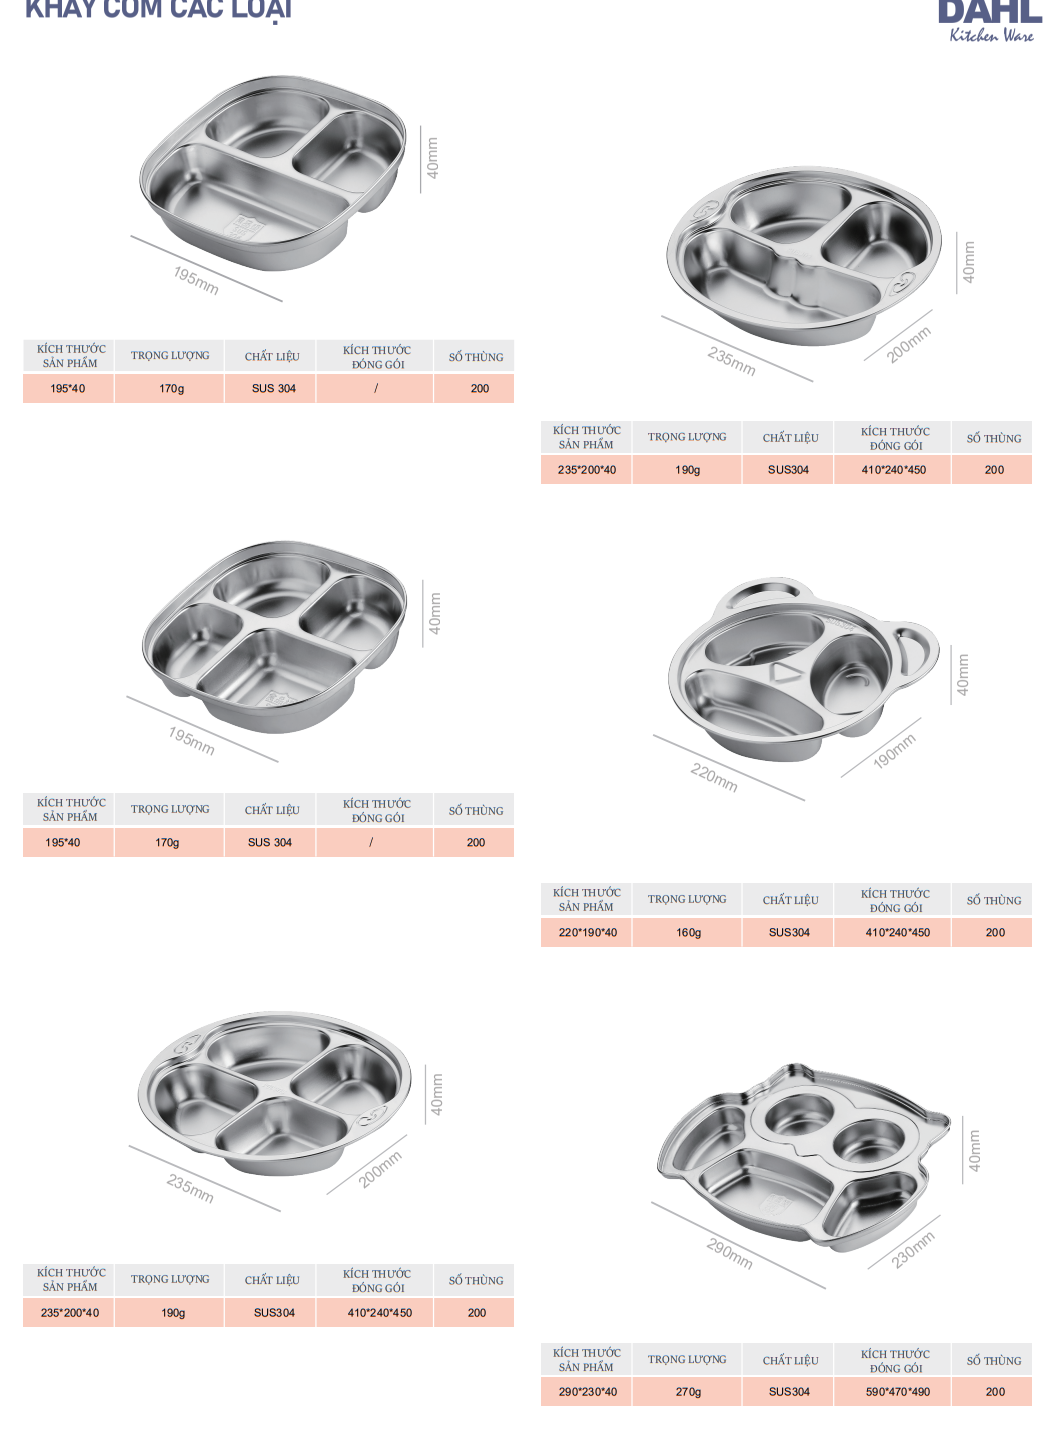 KHAY CƠM CÁC LOẠI
DAHL
Kitchen Ware
40mm
195mm
KÍCH THƯỚC SẢN PHẨM TRỌNG LƯỢNG CHẤT LIỆU KÍCH THƯỚC ĐÓNG GÓI SỐ THÙNG
195*40 170g SUS 304 / 200
40mm
235mm
200mm
KÍCH THƯỚC SẢN PHẨM TRỌNG LƯỢNG CHẤT LIỆU KÍCH THƯỚC ĐÓNG GÓI SỐ THÙNG
235*200*40 190g SUS304 410*240*450 200
40mm
195mm
KÍCH THƯỚC SẢN PHẨM TRỌNG LƯỢNG CHẤT LIỆU KÍCH THƯỚC ĐÓNG GÓI SỐ THÙNG
195*40 170g SUS 304 / 200
40mm
220mm
190mm
KÍCH THƯỚC SẢN PHẨM TRỌNG LƯỢNG CHẤT LIỆU KÍCH THƯỚC ĐÓNG GÓI SỐ THÙNG
220*190*40 160g SUS304 410*240*450 200
40mm
235mm
200mm
KÍCH THƯỚC SẢN PHẨM TRỌNG LƯỢNG CHẤT LIỆU KÍCH THƯỚC ĐÓNG GÓI SỐ THÙNG
235*200*40 190g SUS304 410*240*450 200
40mm
290mm
230mm
KÍCH THƯỚC SẢN PHẨM TRỌNG LƯỢNG CHẤT LIỆU KÍCH THƯỚC ĐÓNG GÓI SỐ THÙNG
290*230*40 270g SUS304 590*470*490 200